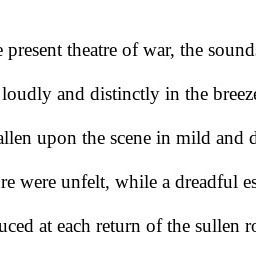 present theatre of war, the sound
loudly and distinctly in the breeze
allen upon the scene in mild and
re were unfelt, while a dreadful es
uced at each return of the sullen ro